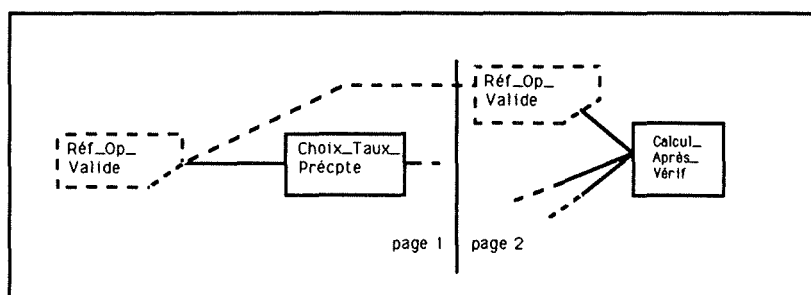 Réf_Op_
Valide
Choix_Taux_
Précpte
page 1
Réf_Op_
Valide
Calcul_
Après_
Vérif
page 2